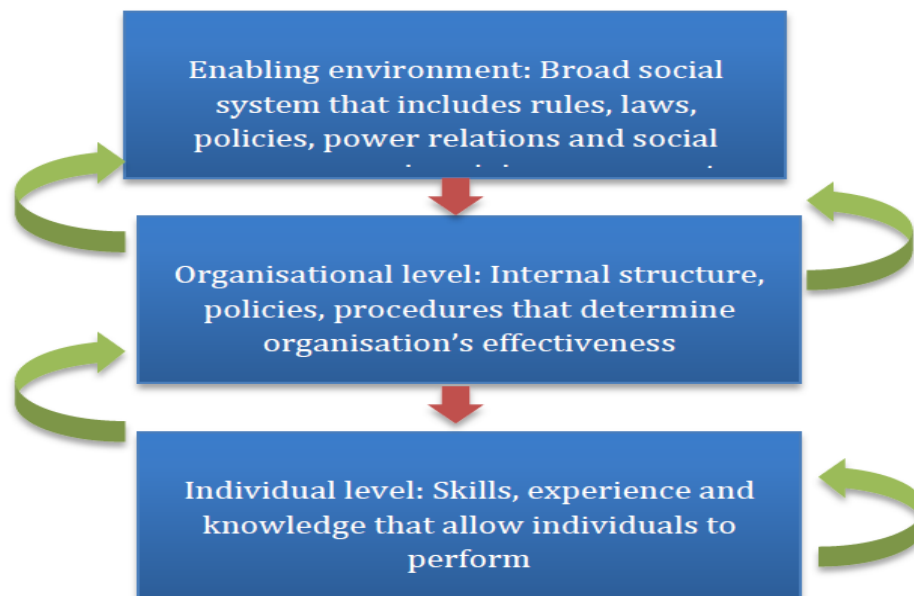 Enabling environment: Broad social
system that includes rules, laws,
policies, power relations and social
Organisational level: Internal structure,
policies, procedures that determine
organisation’s effectiveness
Individual level: Skills, experience and
knowledge that allow individuals to
perform